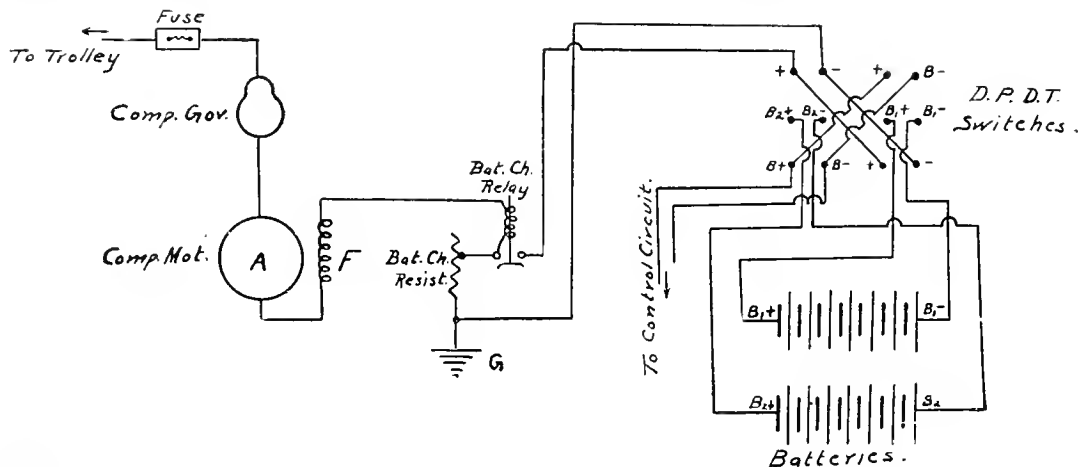 Fuse
To Trolley
Comp. Gov.
Comp. Mot.
A
F
Bat. Ch.
Relay
Bat. Ch.
Resist.
G
+ - + B-
B2+ B2- B1+ B1-
B+ B- + -
D.P.D.T.
Switches.
To Control Circuit.
B1+ B1-
B2+ B2
Batteries.